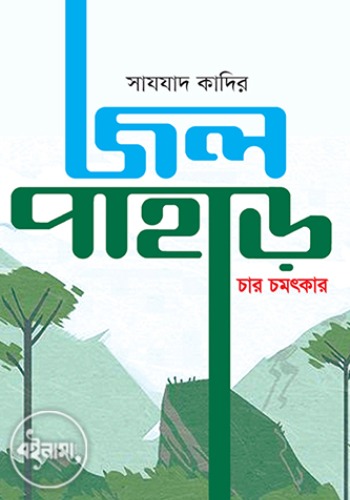 সাযযাদ কাদির
জল
পাহাড়
চার চমৎকার
বইনামা